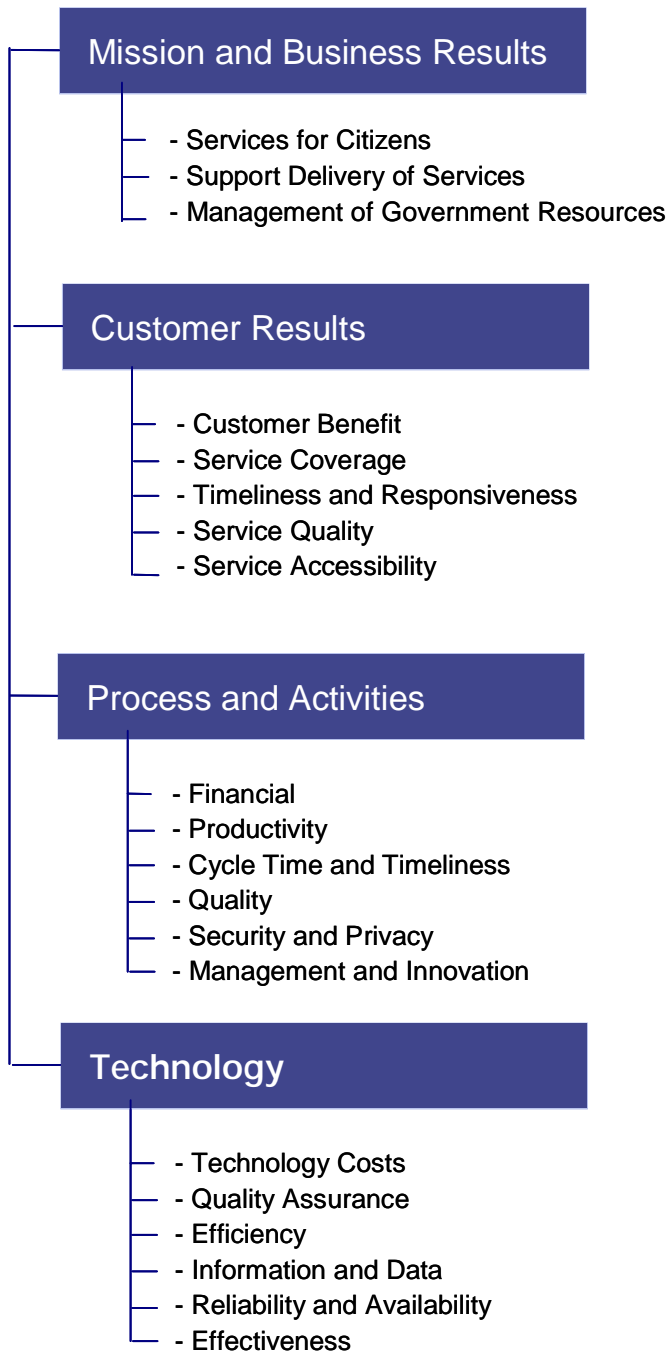 Mission and Business Results
- Services for Citizens
- Support Delivery of Services
- Management of Government Resources
Customer Results
- Customer Benefit
- Service Coverage
- Timeliness and Responsiveness
- Service Quality
- Service Accessibility
Process and Activities
- Financial
- Productivity
- Cycle Time and Timeliness
- Quality
- Security and Privacy
- Management and Innovation
Technology
- Technology Costs
- Quality Assurance
- Efficiency
- Information and Data
- Reliability and Availability
- Effectiveness